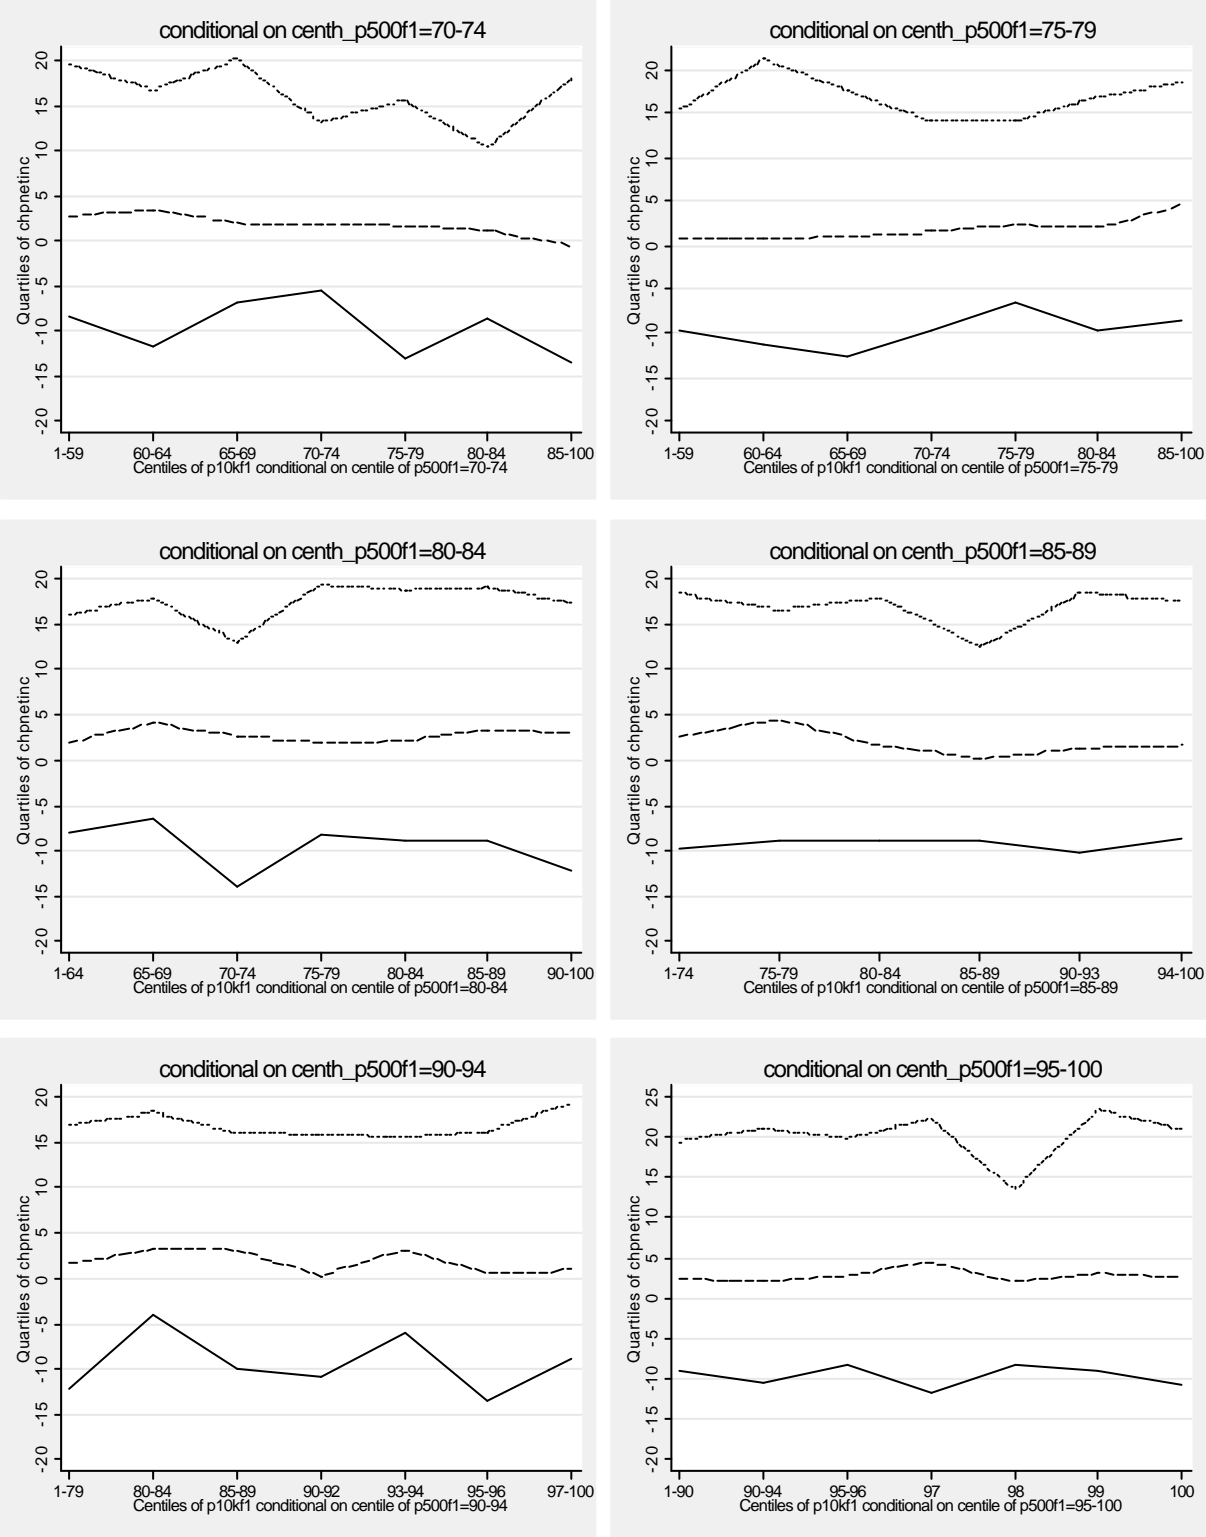 conditional on centh_p500f1=70-74
Quartiles of chpnetinc
20
15
10
5
0
-5
-10
-15
-20
1-59 60-64 65-69 70-74 75-79 80-84 85-100
Centiles of p10kf1 conditional on centile of p500f1=70-74
conditional on centh_p500f1=75-79
Quartiles of chpnetinc
20
15
10
5
0
-5
-10
-15
-20
1-59 60-64 65-69 70-74 75-79 80-84 85-100
Centiles of p10kf1 conditional on centile of p500f1=75-79
conditional on centh_p500f1=80-84
Quartiles of chpnetinc
20
15
10
5
0
-5
-10
-15
-20
1-64 65-69 70-74 75-79 80-84 85-89 90-100
Centiles of p10kf1 conditional on centile of p500f1=80-84
conditional on centh_p500f1=85-89
Quartiles of chpnetinc
20
15
10
5
0
-5
-10
-15
-20
1-74 75-79 80-84 85-89 90-93 94-100
Centiles of p10kf1 conditional on centile of p500f1=85-89
conditional on centh_p500f1=90-94
Quartiles of chpnetinc
20
15
10
5
0
-5
-10
-15
-20
1-79 80-84 85-89 90-92 93-94 95-96 97-100
Centiles of p10kf1 conditional on centile of p500f1=90-94
conditional on centh_p500f1=95-100
Quartiles of chpnetinc
25
20
15
10
5
0
-5
-10
-15
-20
1-90 90-94 95-96 97 98 99 100
Centiles of p10kf1 conditional on centile of p500f1=95-100